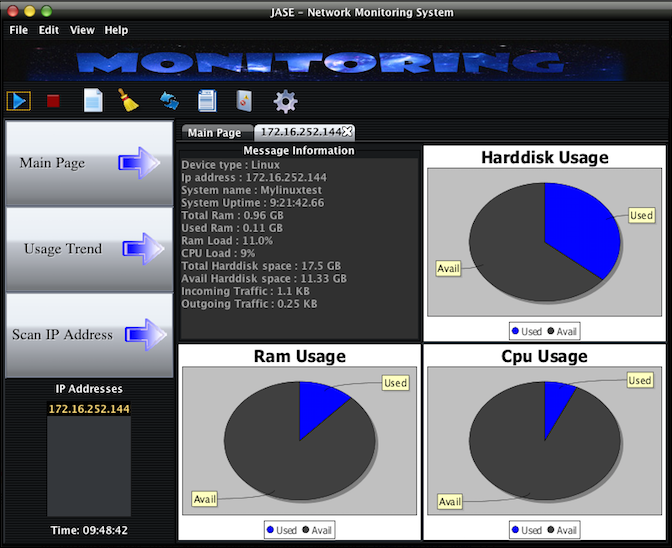 JASE – Network Monitoring System
File Edit View Help
MONITORING
Main Page
Usage Trend
Scan IP Address
IP Addresses
172.16.252.144
Time: 09:48:42
Main Page 172.16.252.144
Message Information
Device type : Linux
Ip address : 172.16.252.144
System name : Mylinuxtest
System Uptime : 9:21:42.66
Total Ram : 0.96 GB
Used Ram : 0.11 GB
Ram Load : 11.0%
CPU Load : 9%
Total Harddisk space : 17.5 GB
Avail Harddisk space : 11.33 GB
Incoming Traffic : 1.1 KB
Outgoing Traffic : 0.25 KB
Harddisk Usage
Used
Avail
Used Avail
Ram Usage
Used
Avail
Used Avail
Cpu Usage
Used
Avail
Used Avail